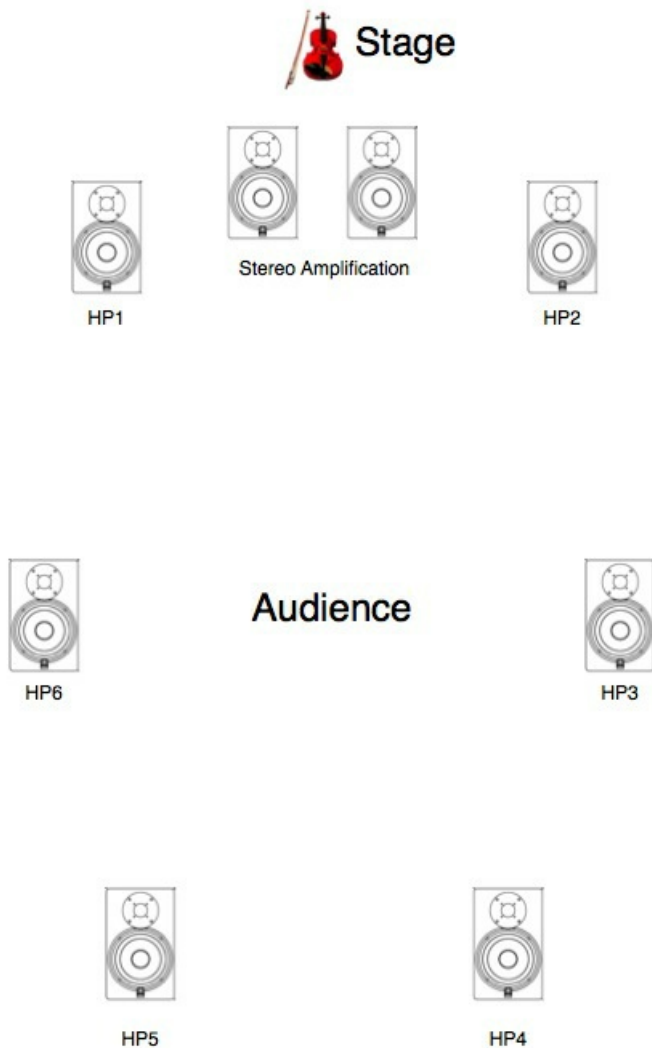 Stage
Stereo Amplification
HP1
HP2
Audience
HP6
HP3
HP5
HP4